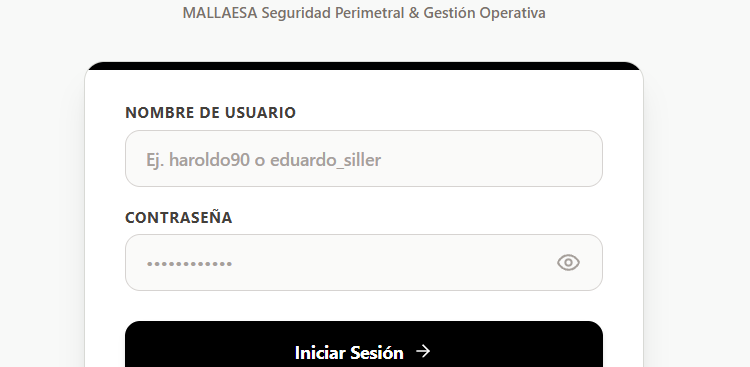 MALLAESA Seguridad Perimetral & Gestión Operativa
NOMBRE DE USUARIO
Ej. haroldo90 o eduardo_siller
CONTRASEÑA
••••••••••••
Iniciar Sesión →